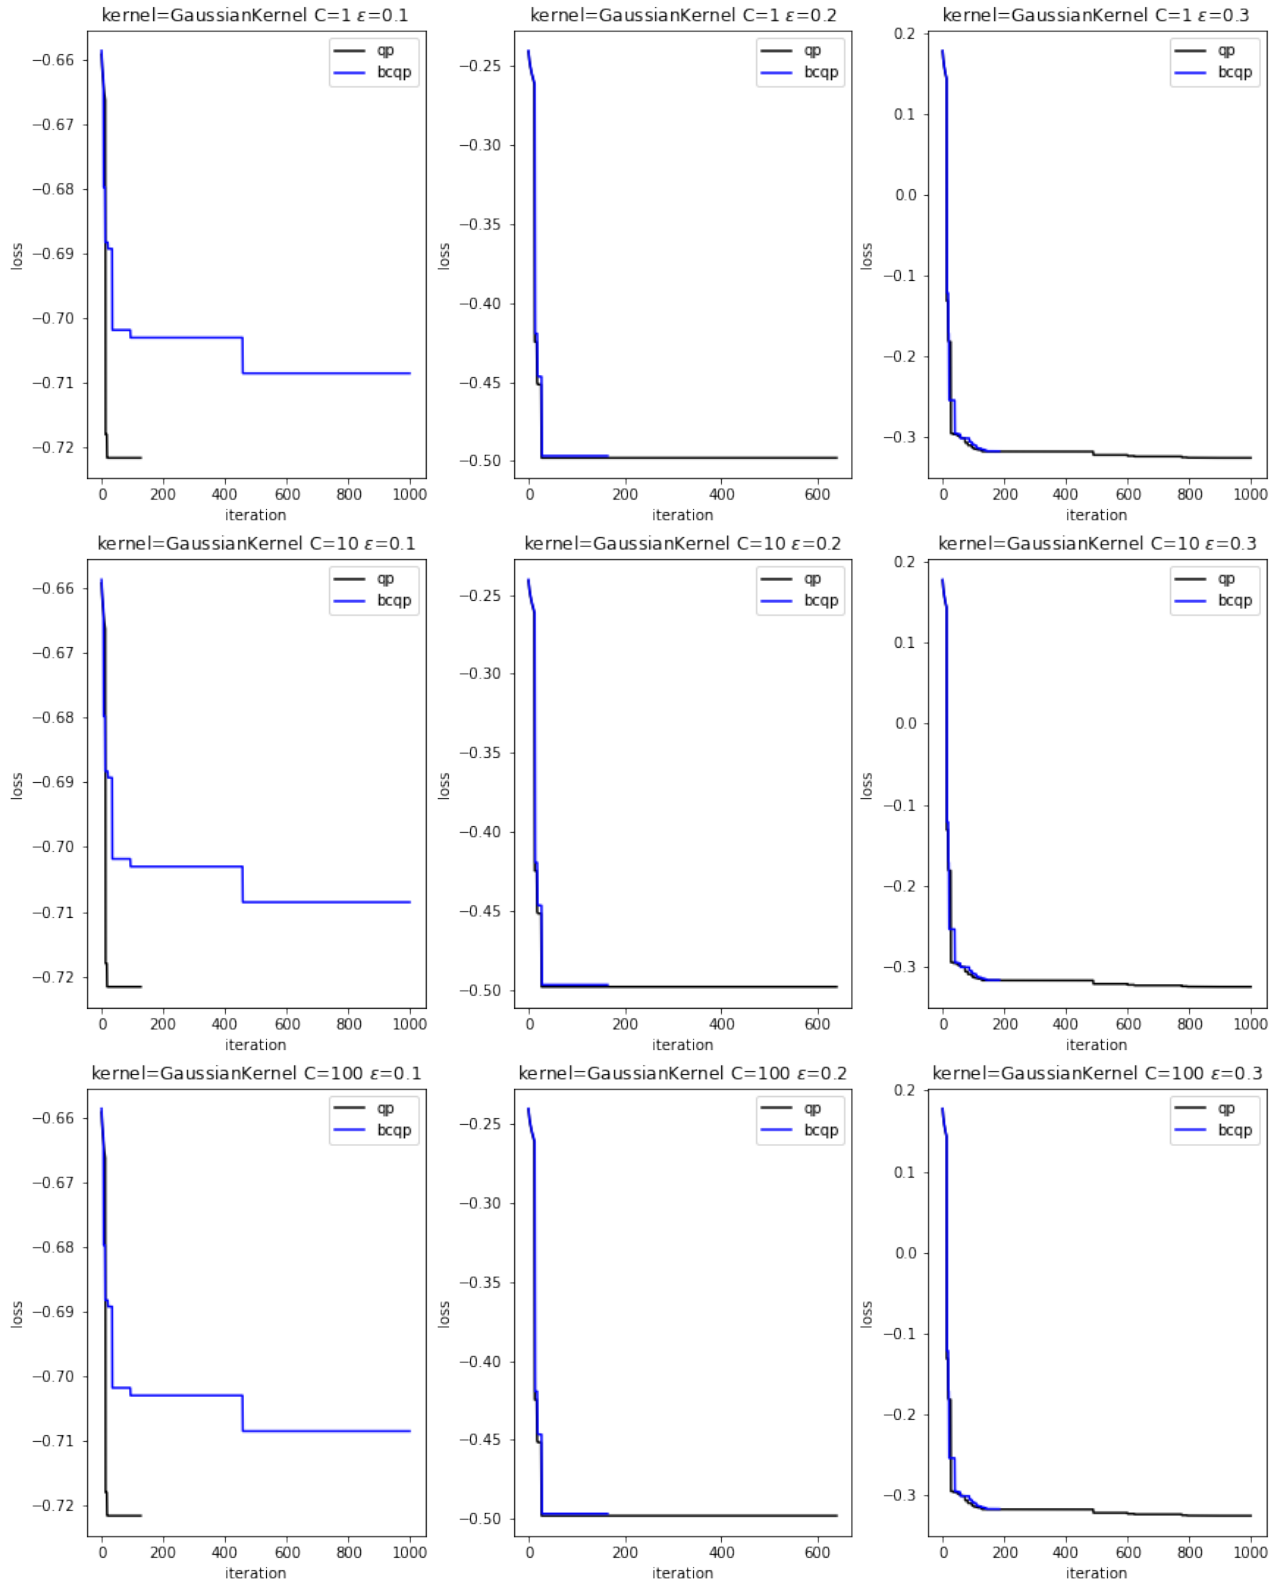 kernel=GaussianKernel C=1 ε=0.1
−0.66
−0.67
−0.68
−0.69
−0.70
−0.71
−0.72
loss
qp
bcqp
0 200 400 600 800 1000
iteration
kernel=GaussianKernel C=1 ε=0.2
−0.25
−0.30
−0.35
−0.40
−0.45
−0.50
loss
qp
bcqp
0 200 400 600
iteration
kernel=GaussianKernel C=1 ε=0.3
0.2
0.1
0.0
−0.1
−0.2
−0.3
loss
qp
bcqp
0 200 400 600 800 1000
iteration
kernel=GaussianKernel C=10 ε=0.1
−0.66
−0.67
−0.68
−0.69
−0.70
−0.71
−0.72
loss
qp
bcqp
0 200 400 600 800 1000
iteration
kernel=GaussianKernel C=10 ε=0.2
−0.25
−0.30
−0.35
−0.40
−0.45
−0.50
loss
qp
bcqp
0 200 400 600
iteration
kernel=GaussianKernel C=10 ε=0.3
0.2
0.1
0.0
−0.1
−0.2
−0.3
loss
qp
bcqp
0 200 400 600 800 1000
iteration
kernel=GaussianKernel C=100 ε=0.1
−0.66
−0.67
−0.68
−0.69
−0.70
−0.71
−0.72
loss
qp
bcqp
0 200 400 600 800 1000
iteration
kernel=GaussianKernel C=100 ε=0.2
−0.25
−0.30
−0.35
−0.40
−0.45
−0.50
loss
qp
bcqp
0 200 400 600
iteration
kernel=GaussianKernel C=100 ε=0.3
0.2
0.1
0.0
−0.1
−0.2
−0.3
loss
qp
bcqp
0 200 400 600 800 1000
iteration